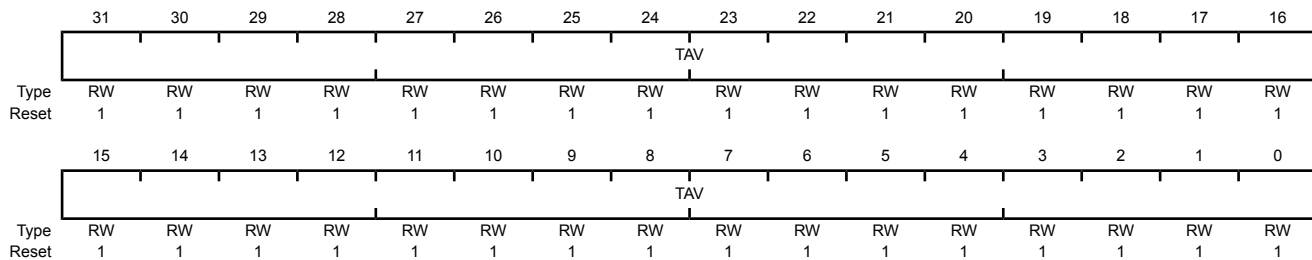 31 30 29 28 27 26 25 24 23 22 21 20 19 18 17 16
TAV
Type RW RW RW RW RW RW RW RW RW RW RW RW RW RW RW RW
Reset 1 1 1 1 1 1 1 1 1 1 1 1 1 1 1 1
15 14 13 12 11 10 9 8 7 6 5 4 3 2 1 0
TAV
Type RW RW RW RW RW RW RW RW RW RW RW RW RW RW RW RW
Reset 1 1 1 1 1 1 1 1 1 1 1 1 1 1 1 1